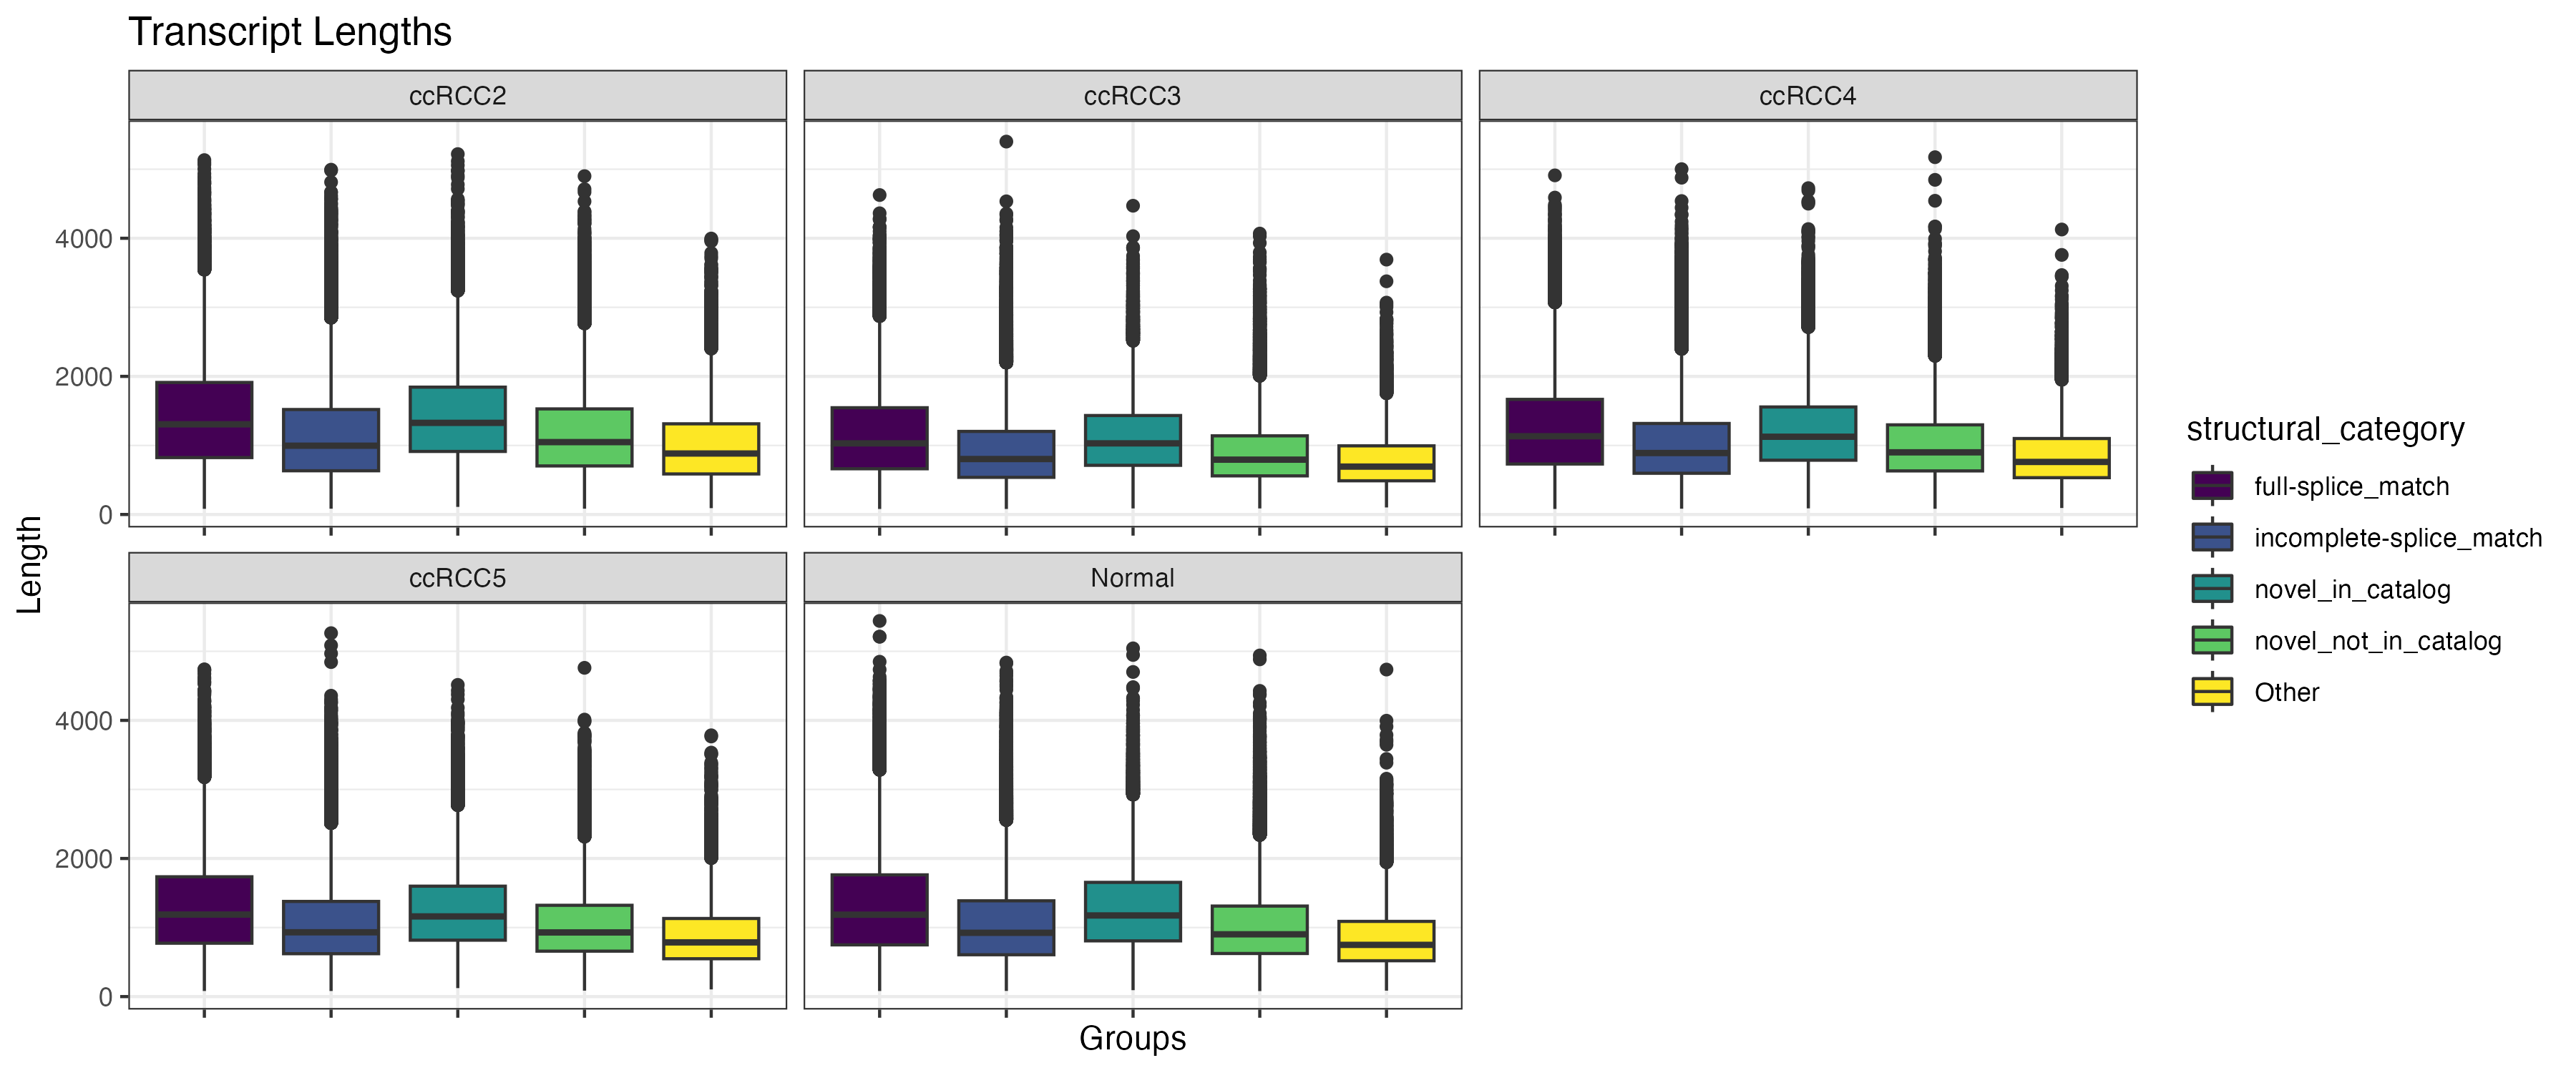 Transcript Lengths
ccRCC2
ccRCC3
ccRCC4
4000
2000
0
ccRCC5
Normal
4000
2000
0
Length
Groups
structural_category
full-splice_match
incomplete-splice_match
novel_in_catalog
novel_not_in_catalog
Other